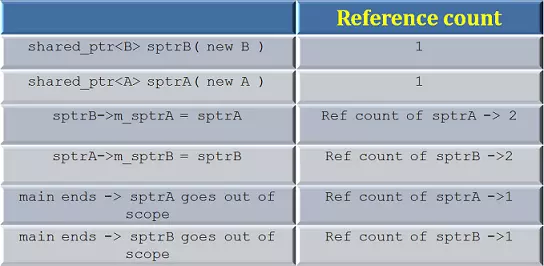 Reference count
shared_ptr<B> sptrB( new B ) 1
shared_ptr<A> sptrA( new A ) 1
sptrB->m_sptrA = sptrA Ref count of sptrA -> 2
sptrA->m_sptrB = sptrB Ref count of sptrB ->2
main ends -> sptrA goes out of Ref count of sptrA ->1
scope
main ends -> sptrB goes out of Ref count of sptrB ->1
scope